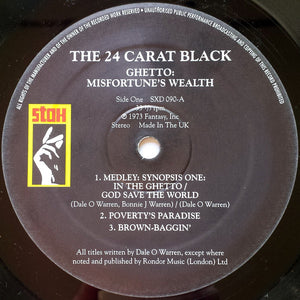 ALL RIGHTS OF THE MANUFACTURER AND OF THE OWNER OF THE RECORDED WORK RESERVED • UNAUTHORISED PUBLIC PERFORMANCE, BROADCASTING AND COPYING OF THIS RECORD PROHIBITED
THE 24 CARAT BLACK
GHETTO:
MISFORTUNE'S WEALTH
Side One SXD 090-A
33 rpm
℗ 1973 Fantasy, Inc
Stereo Made In The UK
stax
1. MEDLEY: SYNOPSIS ONE:
IN THE GHETTO /
GOD SAVE THE WORLD
(Dale O Warren, Bonnie J Warren) / (Dale O Warren)
2. POVERTY'S PARADISE
3. BROWN-BAGGIN'
All titles written by Dale O Warren, except where
noted and published by Rondor Music (London) Ltd